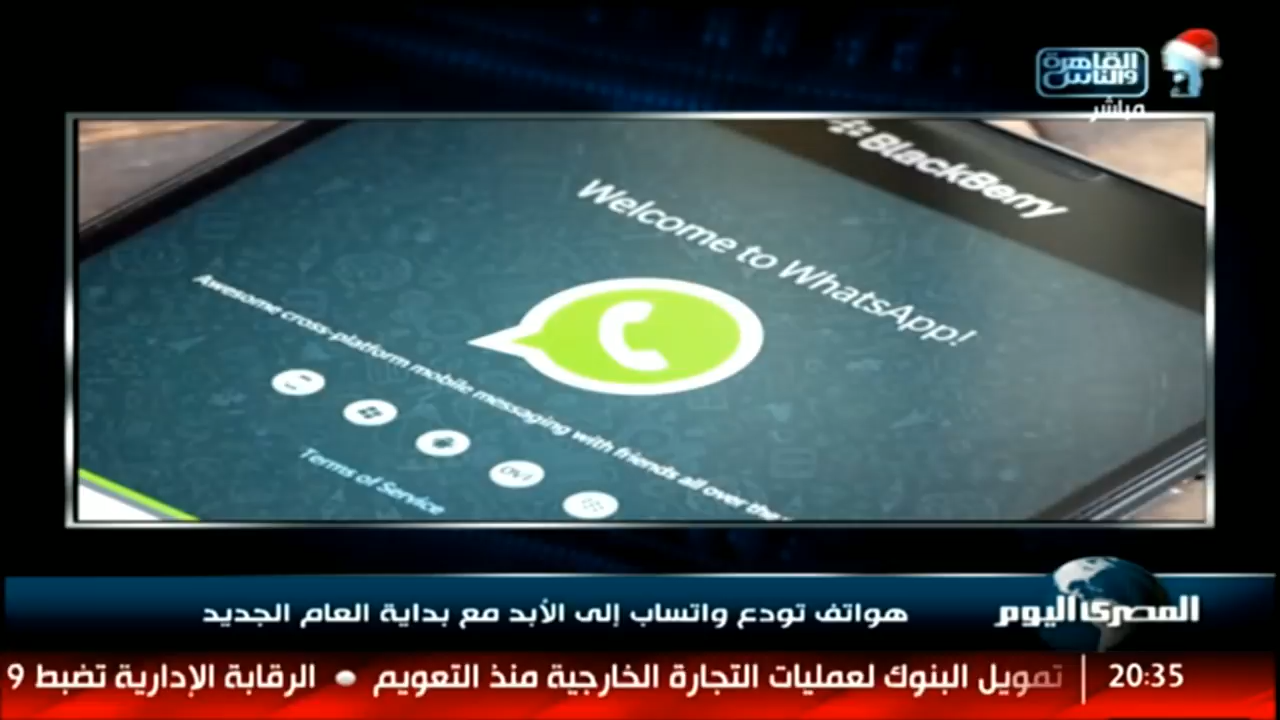 القاهرة
والناس
مباشر
BlackBerry
Welcome to WhatsApp!
Awesome cross-platform mobile messaging with friends all over the
Terms of Service
المصرى اليوم
هواتف تودع واتساب إلى الأبد مع بداية العام الجديد
20:35
تمويل البنوك لعمليات التجارة الخارجية منذ التعويم • الرقابة الإدارية تضبط 9